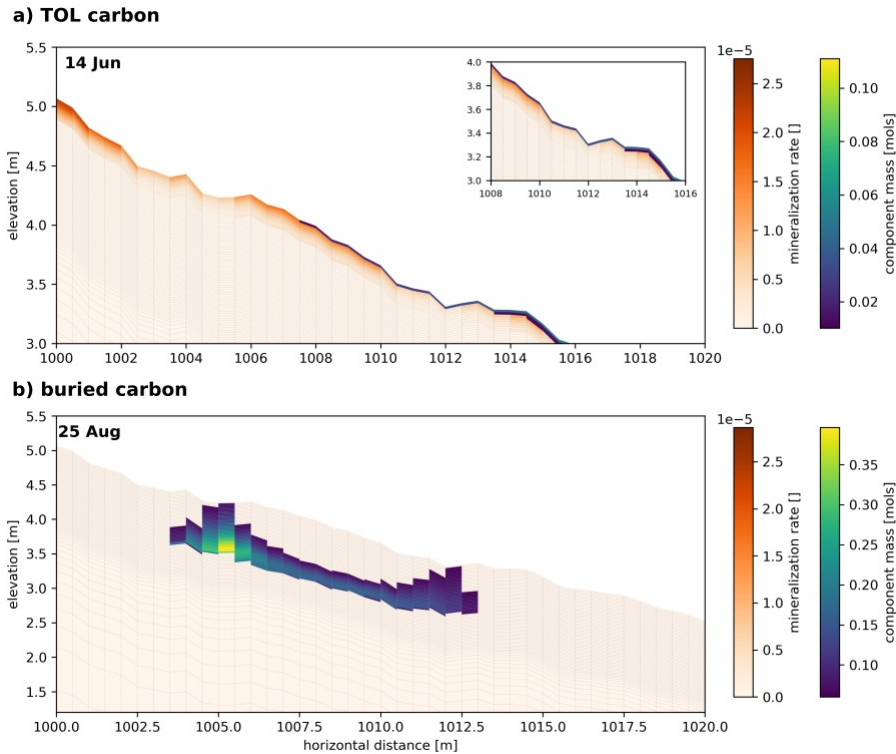 a) TOL carbon
14 Jun
5.5
5.0
4.5
4.0
3.5
3.0
elevation [m]
1000 1002 1004 1006 1008 1010 1012 1014 1016 1018 1020
4.0
3.8
3.6
3.4
3.2
3.0
1008 1010 1012 1014 1016
1e−5
2.5
2.0
1.5
1.0
0.5
0.0
mineralization rate []
0.10
0.08
0.06
0.04
0.02
component mass [mols]
b) buried carbon
25 Aug
5.5
5.0
4.5
4.0
3.5
3.0
2.5
2.0
1.5
elevation [m]
1000.0 1002.5 1005.0 1007.5 1010.0 1012.5 1015.0 1017.5 1020.0
horizontal distance [m]
1e−5
2.5
2.0
1.5
1.0
0.5
0.0
mineralization rate []
0.35
0.30
0.25
0.20
0.15
0.10
component mass [mols]